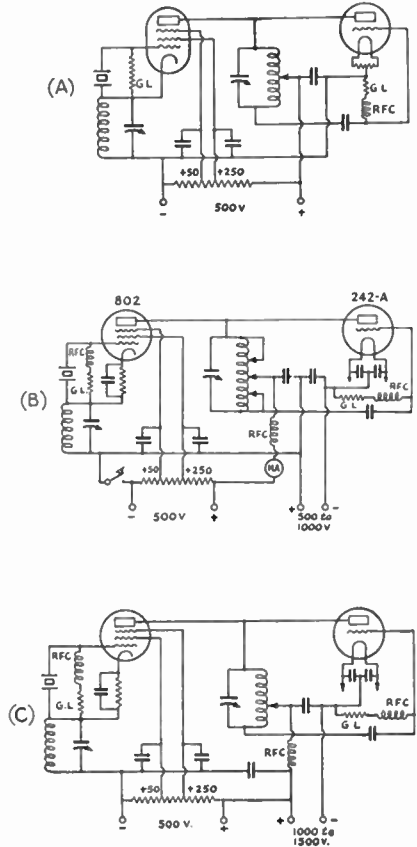 (A)
G L
G L
RFC
+50
+250
-
500V
+
802
242-A
(B)
RFC
G.L.
RFC
G L
RFC
+50
+250
MA
-
500V
+
+
500 to
1000V
-
(C)
RFC
G.L
G L
RFC
RFC
+50
+250
-
500 V.
+
+
1000 to
1500V.
-